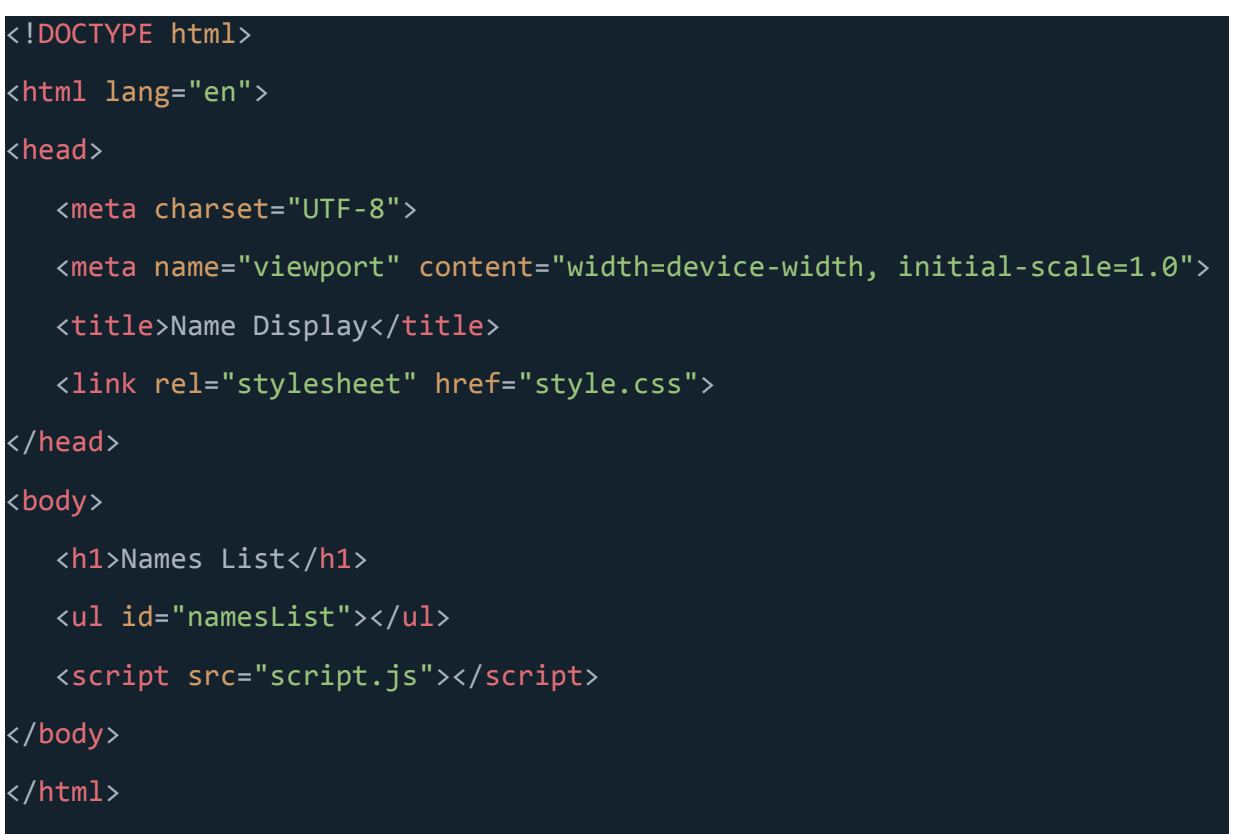 <!DOCTYPE html>
<html lang="en">
<head>
<meta charset="UTF-8">
<meta name="viewport" content="width=device-width, initial-scale=1.0">
<title>Name Display</title>
<link rel="stylesheet" href="style.css">
</head>
<body>
<h1>Names List</h1>
<ul id="namesList"></ul>
<script src="script.js"></script>
</body>
</html>